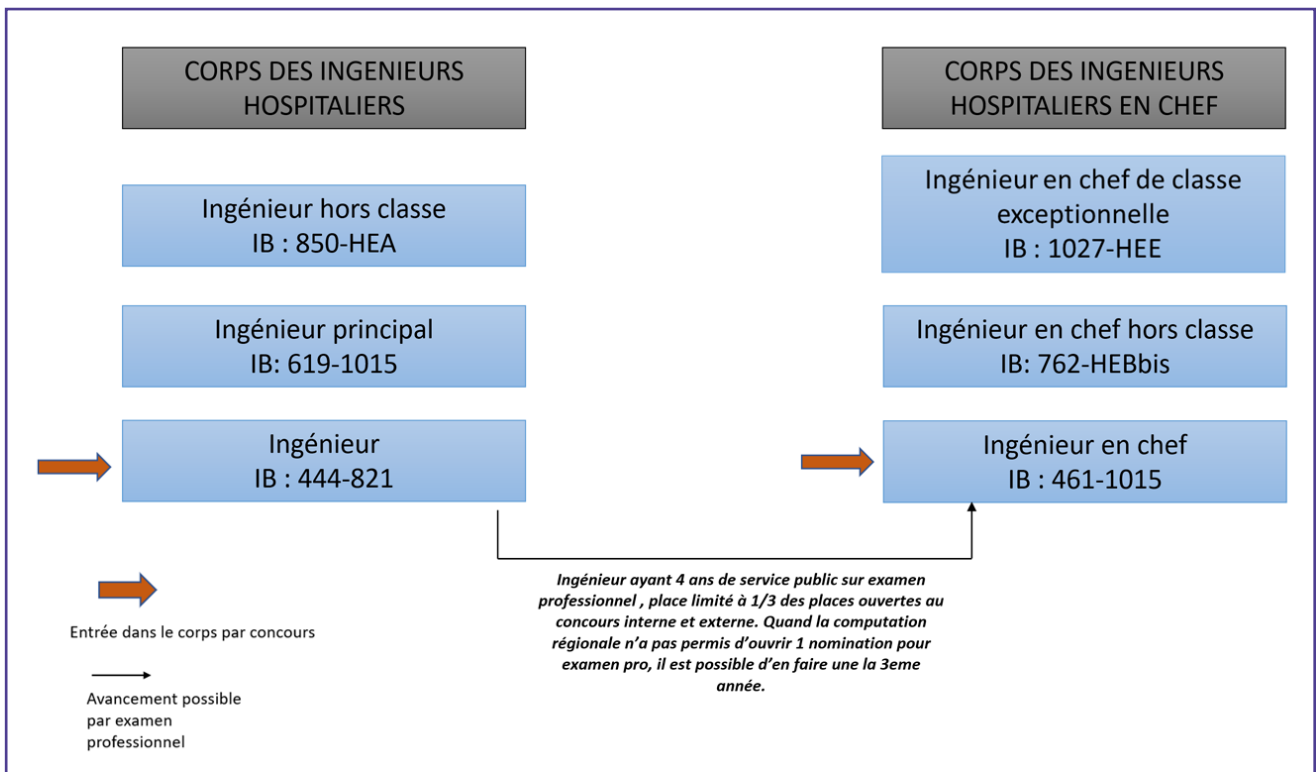 CORPS DES INGENIEURS
HOSPITALIERS
Ingénieur hors classe
IB : 850-HEA
Ingénieur principal
IB: 619-1015
Ingénieur
IB : 444-821
CORPS DES INGENIEURS
HOSPITALIERS EN CHEF
Ingénieur en chef de classe
exceptionnelle
IB : 1027-HEE
Ingénieur en chef hors classe
IB: 762-HEBbis
Ingénieur en chef
IB : 461-1015
Ingénieur ayant 4 ans de service public sur examen
professionnel , place limité à 1/3 des places ouvertes au
concours interne et externe. Quand la computation
régionale n’a pas permis d’ouvrir 1 nomination pour
examen pro, il est possible d’en faire une la 3eme
année.
Entrée dans le corps par concours
Avancement possible
par examen
professionnel